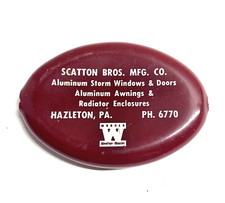 SCATTON BROS. MFG. CO.
Aluminum Storm Windows & Doors
Aluminum Awnings &
Radiator Enclosures
HAZLETON, PA. PH. 6770
W